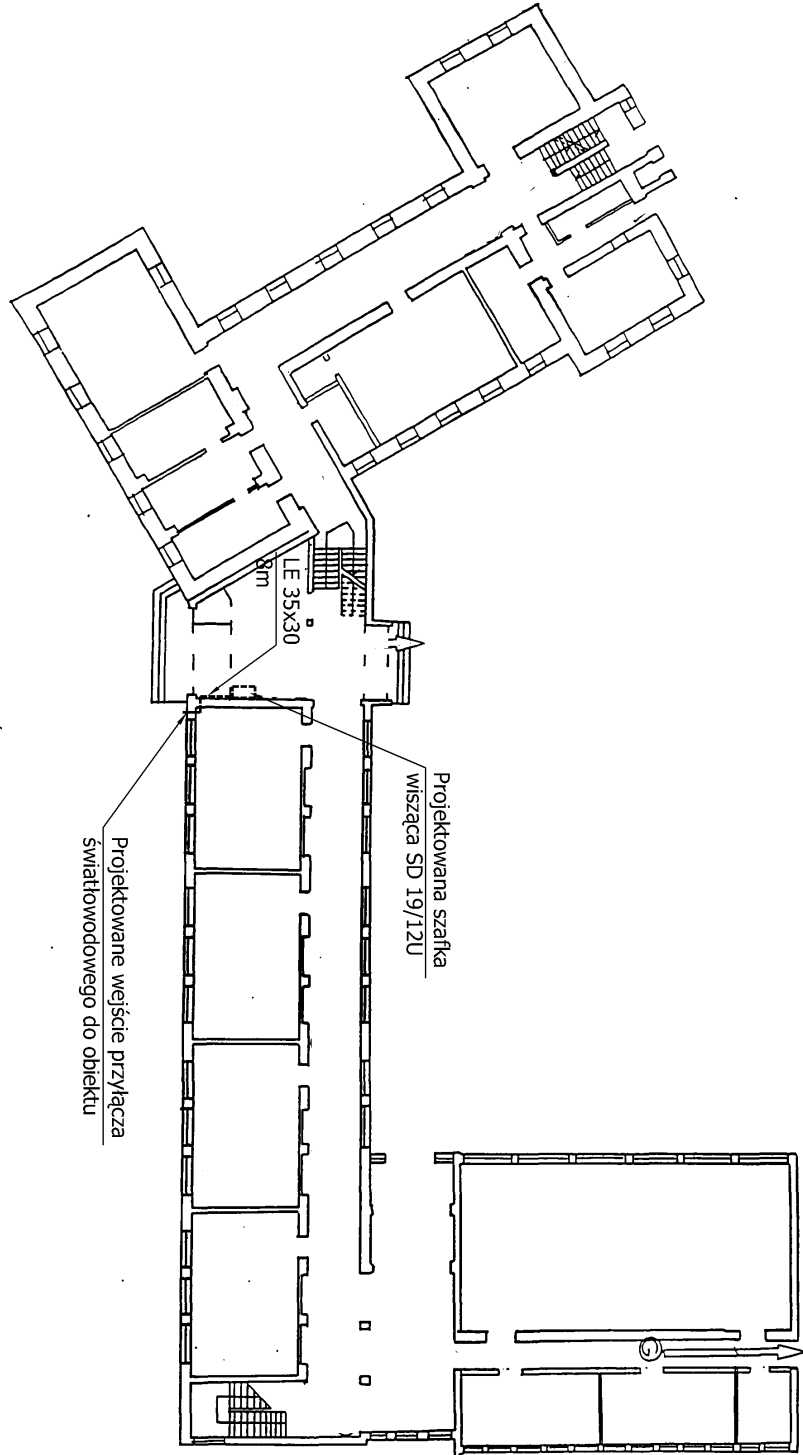 LE 35x30
8m
Projektowana szafka
wisząca SD 19/12U
Projektowane wejście przyłącza
światłowodowego do obiektu
G